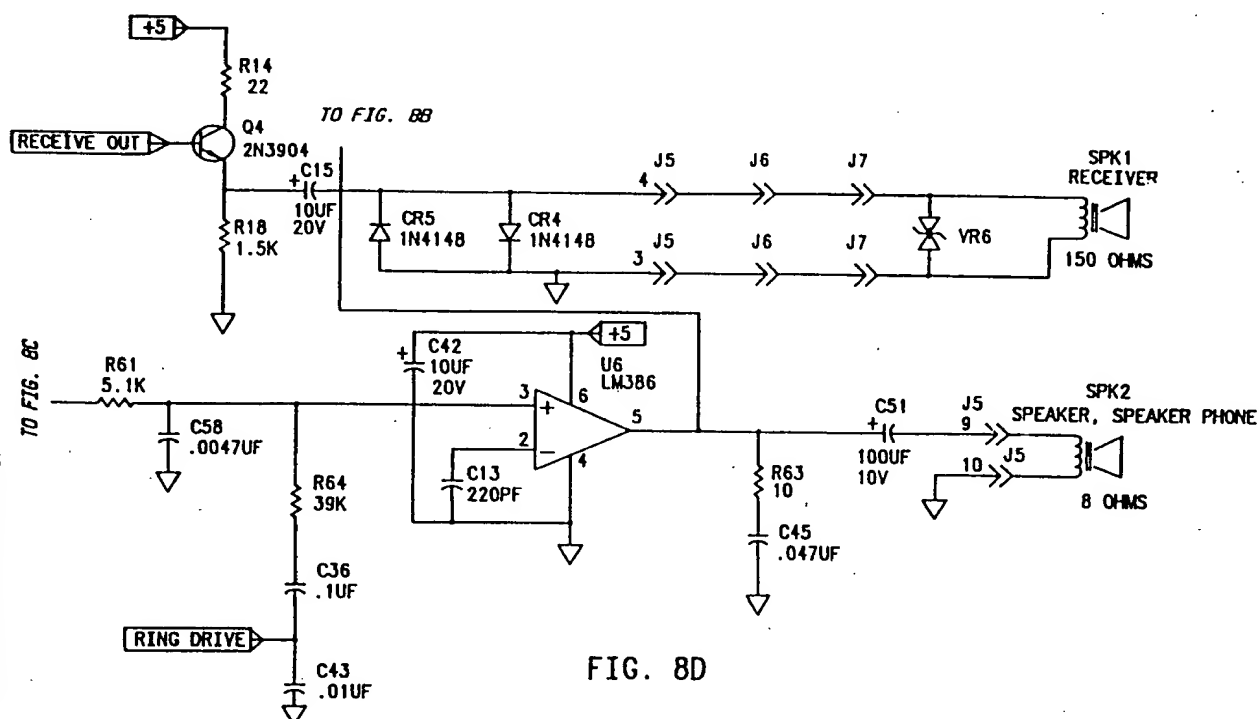 +5
R14
22
TO FIG. 8B
Q4
2N3904
RECEIVE OUT
C15
+
10UF
20V
R18
1.5K
CR5
1N4148
CR4
1N4148
J5
J6
J7
4
J5
J6
J7
3
VR6
SPK1
RECEIVER
150 OHMS
+5
TO FIG. 8C
R61
5.1K
C58
.0047UF
+
C42
10UF
20V
U6
LM386
3
+
6
5
2
-
4
C13
220PF
R64
39K
C36
.1UF
RING DRIVE
C43
.01UF
R63
10
C45
.047UF
C51
+
100UF
10V
J5
9
10
J5
SPK2
SPEAKER, SPEAKER PHONE
8 OHMS
FIG. 8D